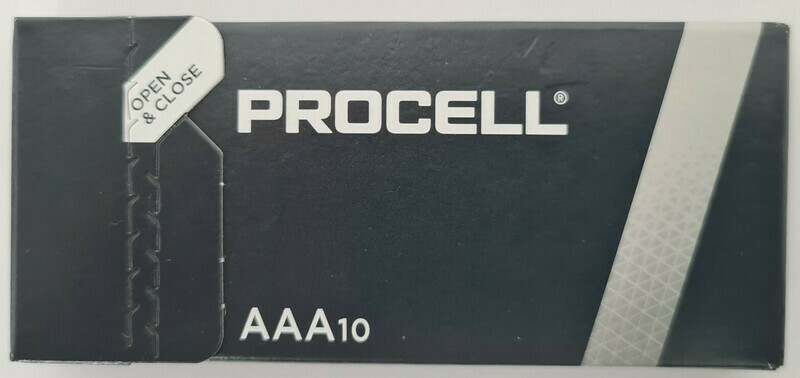 OPEN
& CLOSE
PROCELL®
AAA10